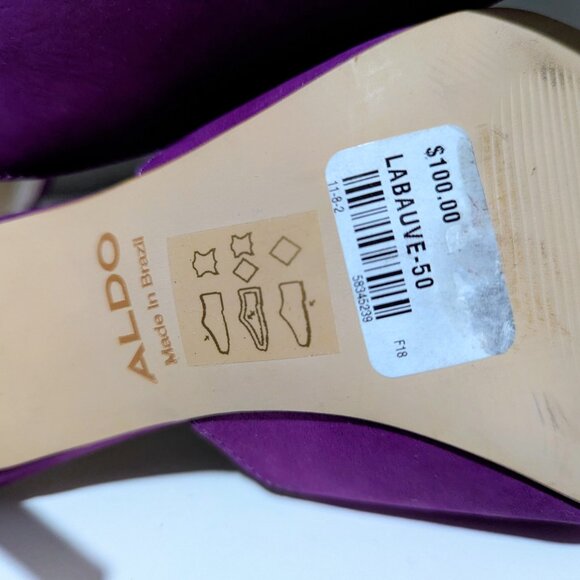 ALDO
Made In Brazil
$100.00
LABAUVE-50
11-8-2
58345239
F18